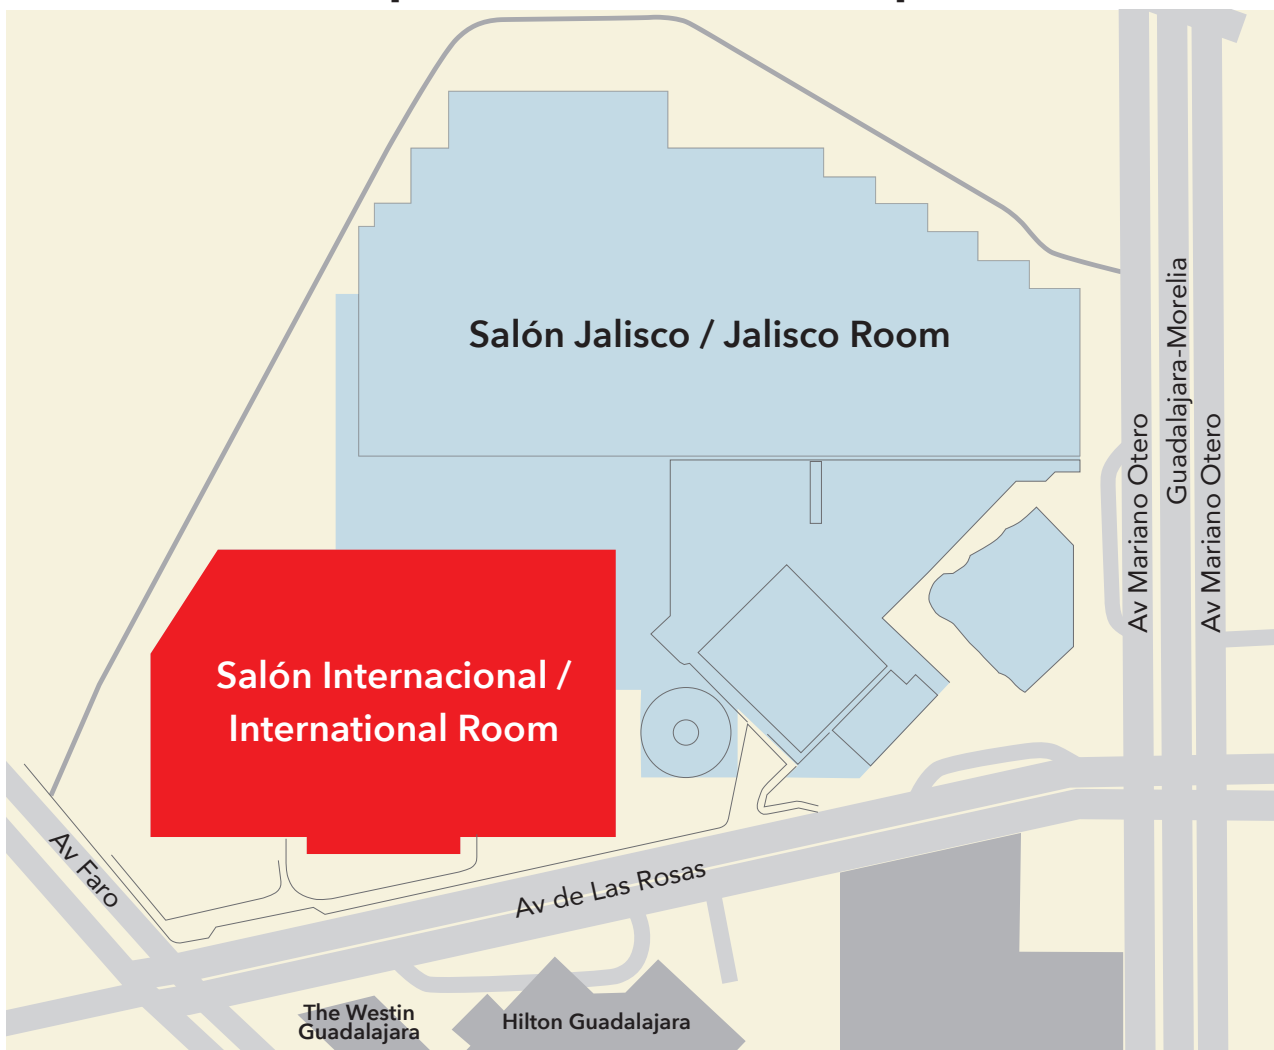 Salón Jalisco / Jalisco Room
Guadalajara-Morelia
Av Mariano Otero
Av Mariano Otero
Salón Internacional /
International Room
Av Faro
Av de Las Rosas
The Westin
Guadalajara
Hilton Guadalajara